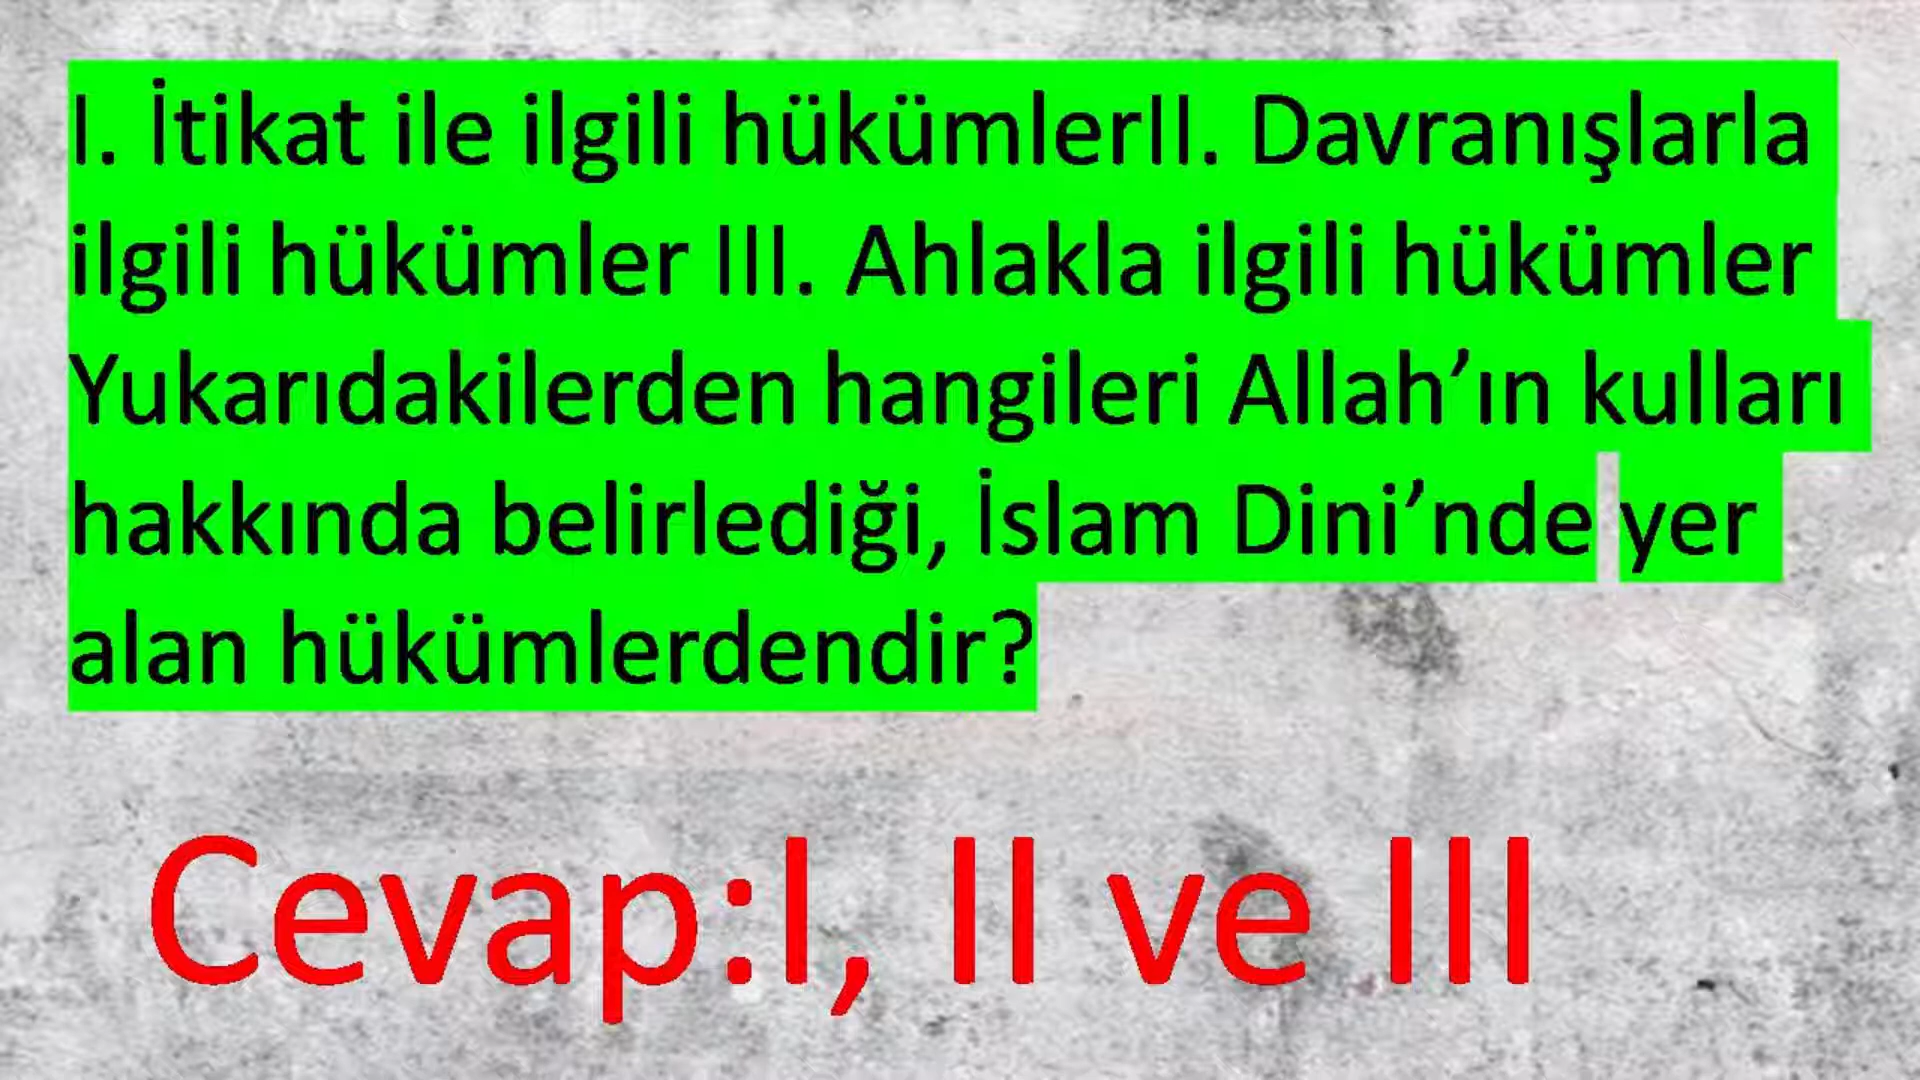 I. İtikat ile ilgili hükümlerII. Davranışlarla
ilgili hükümler III. Ahlakla ilgili hükümler
Yukarıdakilerden hangileri Allah’ın kulları
hakkında belirlediği, İslam Dini’nde yer
alan hükümlerdendir?
Cevap:I, II ve III